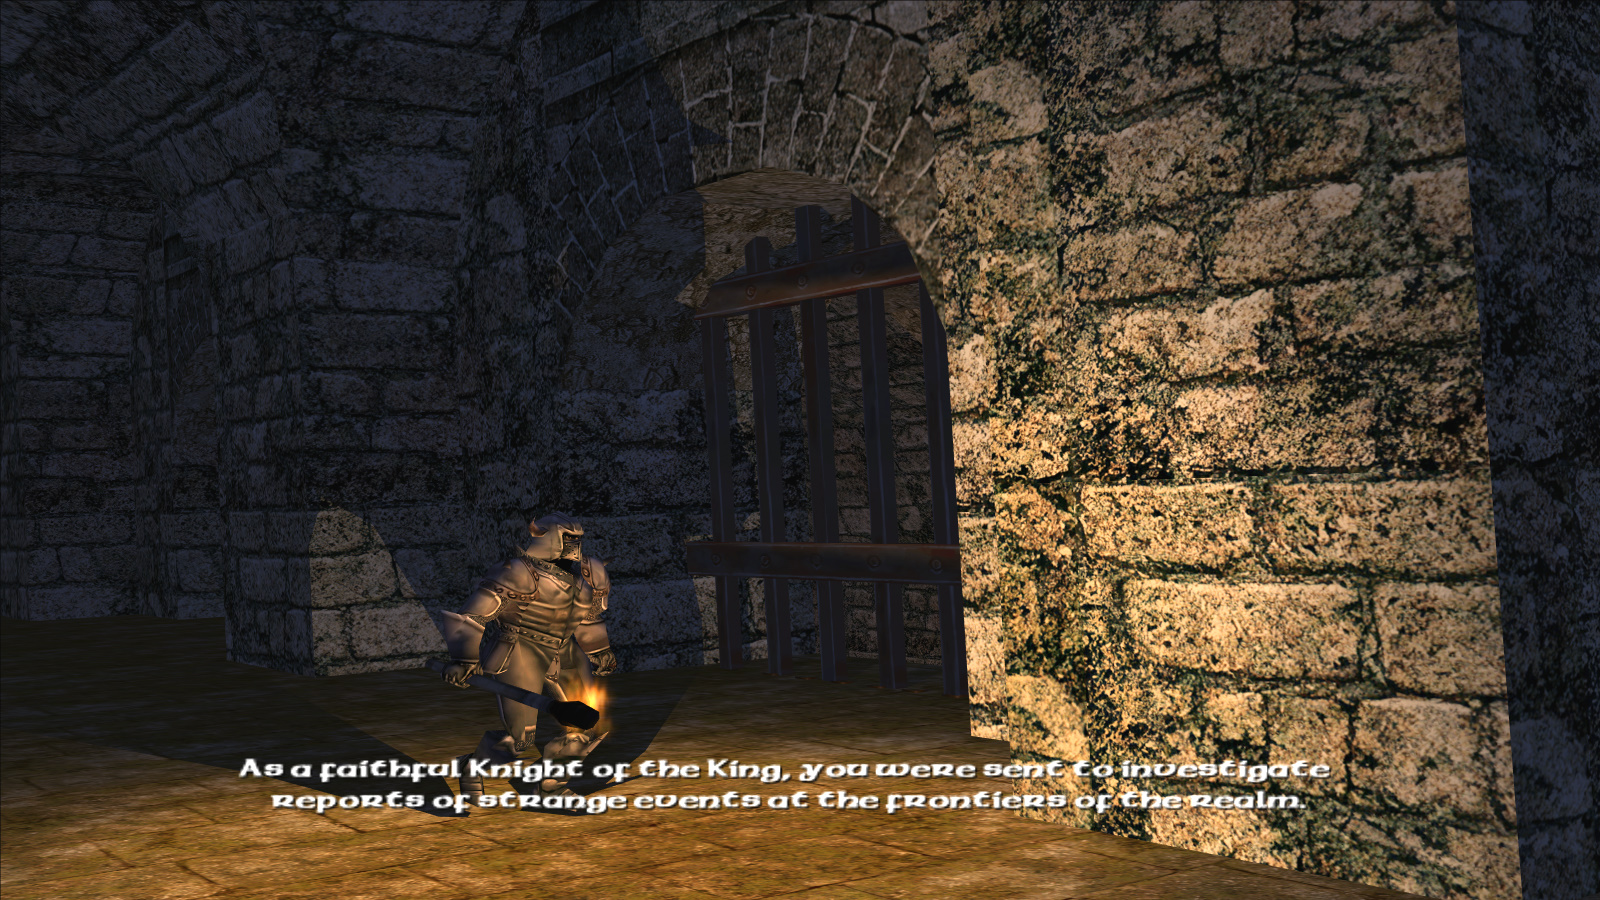 As a faithful Knight of the King, you were sent to investigate
reports of strange events at the frontiers of the realm.